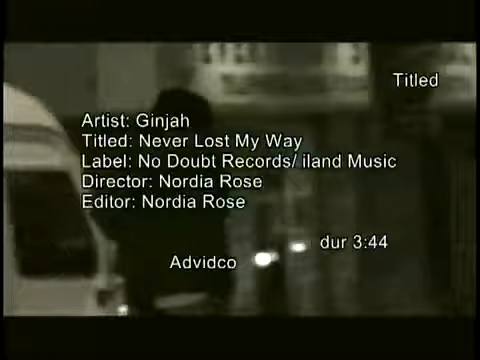 Titled
Artist: Ginjah
Titled: Never Lost My Way
Label: No Doubt Records/ iland Music
Director: Nordia Rose
Editor: Nordia Rose
dur 3:44
Advidco